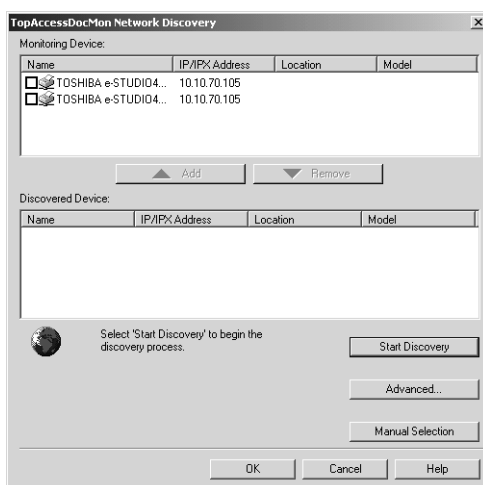 TopAccessDocMon Network Discovery
Monitoring Device:
Name IP/IPX Address Location Model
TOSHIBA e-STUDIO4... 10.10.70.105
TOSHIBA e-STUDIO4... 10.10.70.105
Add Remove
Discovered Device:
Name IP/IPX Address Location Model
Select 'Start Discovery' to begin the
discovery process.
Start Discovery
Advanced...
Manual Selection
OK Cancel Help